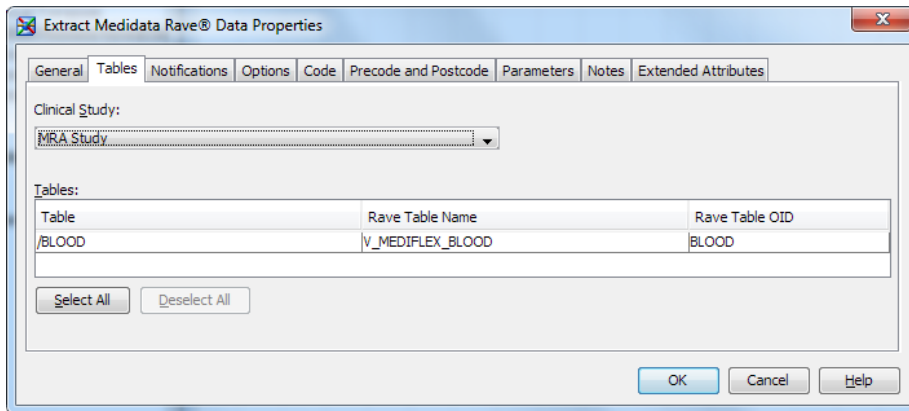 Extract Medidata Rave® Data Properties
General Tables Notifications Options Code Precode and Postcode Parameters Notes Extended Attributes
Clinical Study:
MRA Study
Tables:
Table Rave Table Name Rave Table OID
/BLOOD V_MEDIFLEX_BLOOD BLOOD
Select All Deselect All
OK Cancel Help